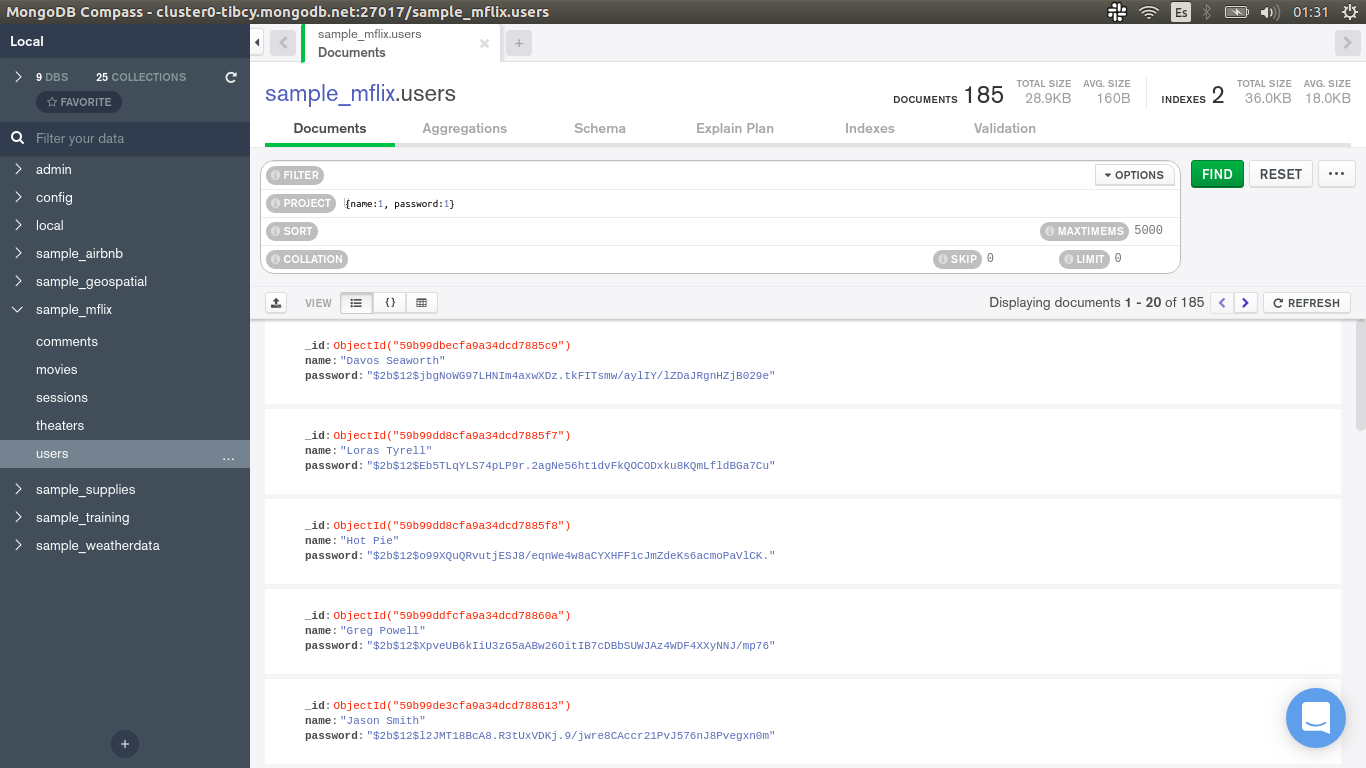 MongoDB Compass - cluster0-tibcy.mongodb.net:27017/sample_mflix.users
Es
01:31
Local
9 DBS 25 COLLECTIONS
FAVORITE
Filter your data
admin
config
local
sample_airbnb
sample_geospatial
sample_mflix
comments
movies
sessions
theaters
users ...
sample_supplies
sample_training
sample_weatherdata
+
sample_mflix.users
Documents
+
sample_mflix.users
DOCUMENTS 185 TOTAL SIZE 28.9KB AVG. SIZE 160B INDEXES 2 TOTAL SIZE 36.0KB AVG. SIZE 18.0KB
Documents Aggregations Schema Explain Plan Indexes Validation
FILTER OPTIONS FIND RESET ...
PROJECT {name:1, password:1}
SORT MAXTIMEMS 5000
COLLATION SKIP 0 LIMIT 0
VIEW {} Displaying documents 1 - 20 of 185 < > REFRESH
_id: ObjectId("59b99dbecfa9a34dcd7885c9")
name: "Davos Seaworth"
password: "$2b$12$jbgNoWG97LHNIm4axwXDz.tkFITsmw/aylIY/lZDaJRgnHZjB029e"
_id: ObjectId("59b99dd8cfa9a34dcd7885f7")
name: "Loras Tyrell"
password: "$2b$12$Eb5TLqYLS74pLP9r.2agNe56ht1dvFkQOCODxku8KQmLfldBGa7Cu"
_id: ObjectId("59b99dd8cfa9a34dcd7885f8")
name: "Hot Pie"
password: "$2b$12$o99XQuQRvutjESJ8/eqnWe4w8aCYXHFF1cJmZdeKs6acmoPaVlCK."
_id: ObjectId("59b99ddfcfa9a34dcd78860a")
name: "Greg Powell"
password: "$2b$12$XpveUB6kIiU3zG5aABw26OitIB7cDBbSUWJAz4WDF4XXyNNJ/mp76"
_id: ObjectId("59b99de3cfa9a34dcd788613")
name: "Jason Smith"
password: "$2b$12$l2JMT18BcA8.R3tUxVDKj.9/jwre8CAccr21PvJ576nJ8Pvegxn0m"